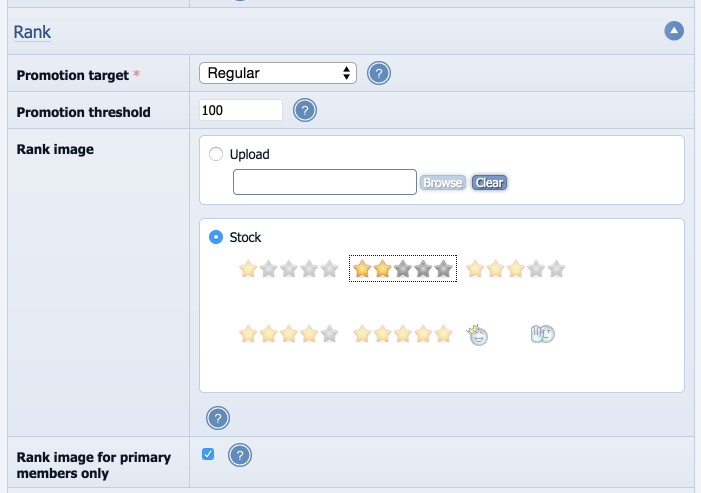 Rank
Promotion target * Regular ?
Promotion threshold 100 ?
Rank image
Upload
Browse Clear
Stock
?
Rank image for primary
members only ?